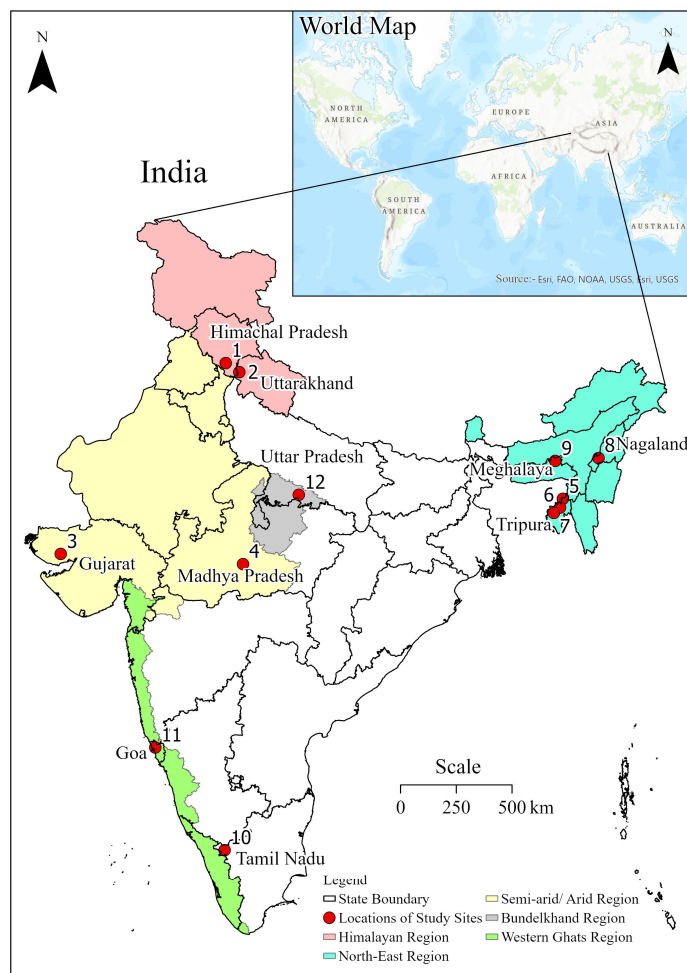 World Map
N
N
NORTH
AMERICA
EUROPE
ASIA
AFRICA
SOUTH
AMERICA
AUSTRALIA
Source:- Esri, FAO, NOAA, USGS, Esri, USGS
India
Himachal Pradesh
1
2
Uttarakhand
Uttar Pradesh
12
9
8
Nagaland
Meghalaya
5
6
7
Tripura
3
Gujarat
4
Madhya Pradesh
11
Goa
Scale
0 250 500 km
10
Tamil Nadu
Legend
State Boundary
Locations of Study Sites
Himalayan Region
North-East Region
Semi-arid/ Arid Region
Bundelkhand Region
Western Ghats Region